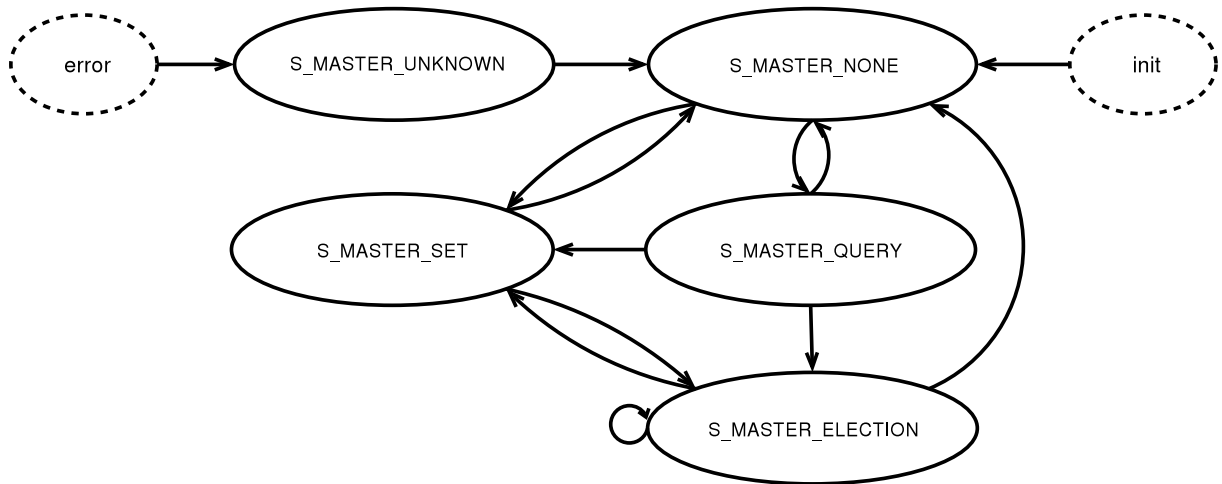 error
S_MASTER_UNKNOWN
S_MASTER_NONE
init
S_MASTER_SET
S_MASTER_QUERY
S_MASTER_ELECTION